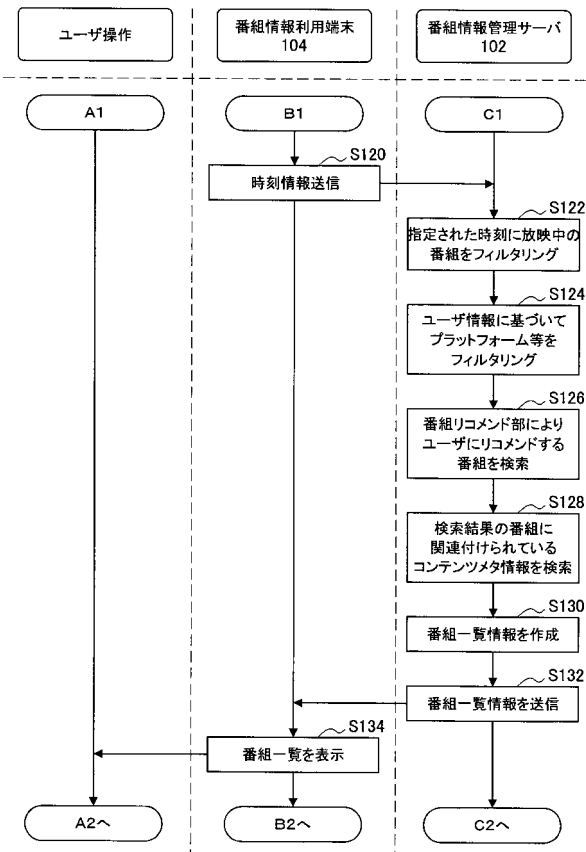 ユーザ操作
番組情報利用端末
104
番組情報管理サーバ
102
A1
B1
C1
S120
時刻情報送信
S122
指定された時刻に放映中の
番組をフィルタリング
S124
ユーザ情報に基づいて
プラットフォーム等を
フィルタリング
S126
番組リコメンド部により
ユーザにリコメンドする
番組を検索
S128
検索結果の番組に
関連付けられている
コンテンツメタ情報を検索
S130
番組一覧情報を作成
S132
番組一覧情報を送信
S134
番組一覧を表示
A2へ
B2へ
C2へ